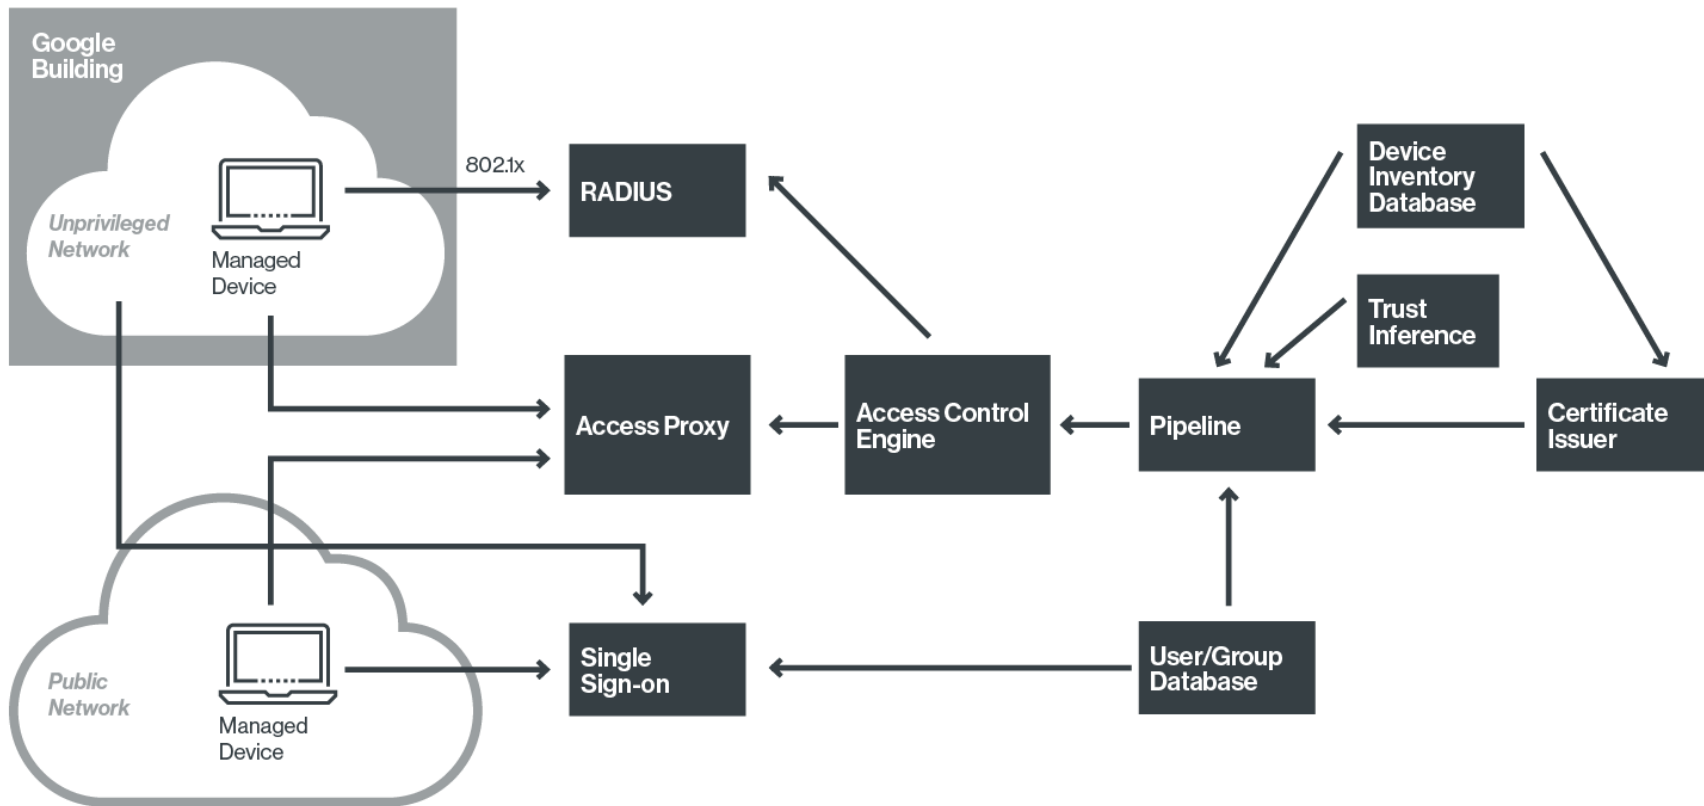 Google
Building
Unprivileged
Network
Managed
Device
802.1x
RADIUS
Device
Inventory
Database
Trust
Inference
Access Proxy
Access Control
Engine
Pipeline
Certificate
Issuer
Public
Network
Managed
Device
Single
Sign-on
User/Group
Database